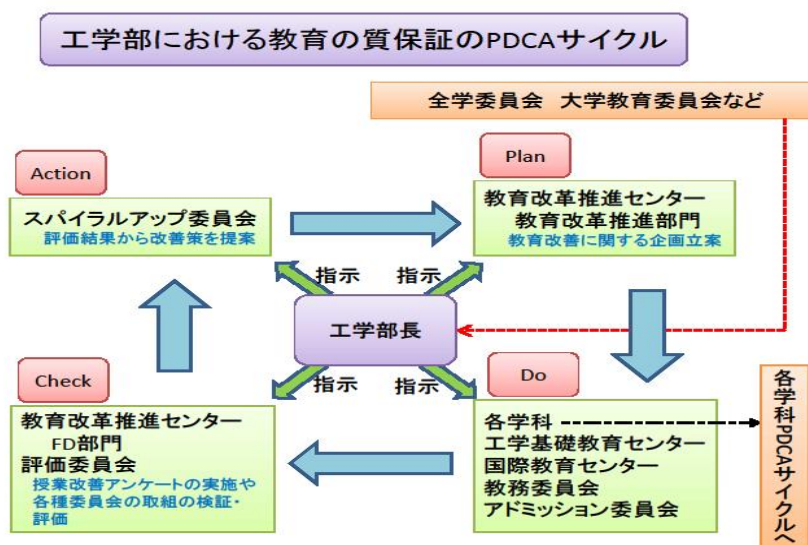 工学部における教育の質保証のPDCAサイクル
全学委員会 大学教育委員会など
Action
スパイラルアップ委員会
評価結果から改善策を提案
Plan
教育改革推進センター
教育改革推進部門
教育改善に関する企画立案
指示 指示
工学部長
指示 指示
Check
教育改革推進センター
FD部門
評価委員会
授業改善アンケートの実施や
各種委員会の取組の検証・
評価
Do
各学科
工学基礎教育センター
国際教育センター
教務委員会
アドミッション委員会
各学科PDCAサイクルへ